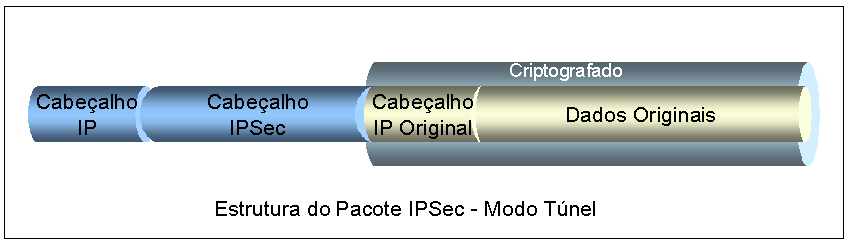 Criptografado
Cabeçalho
IP
Cabeçalho
IPSec
Cabeçalho
IP Original
Dados Originais
Estrutura do Pacote IPSec - Modo Túnel